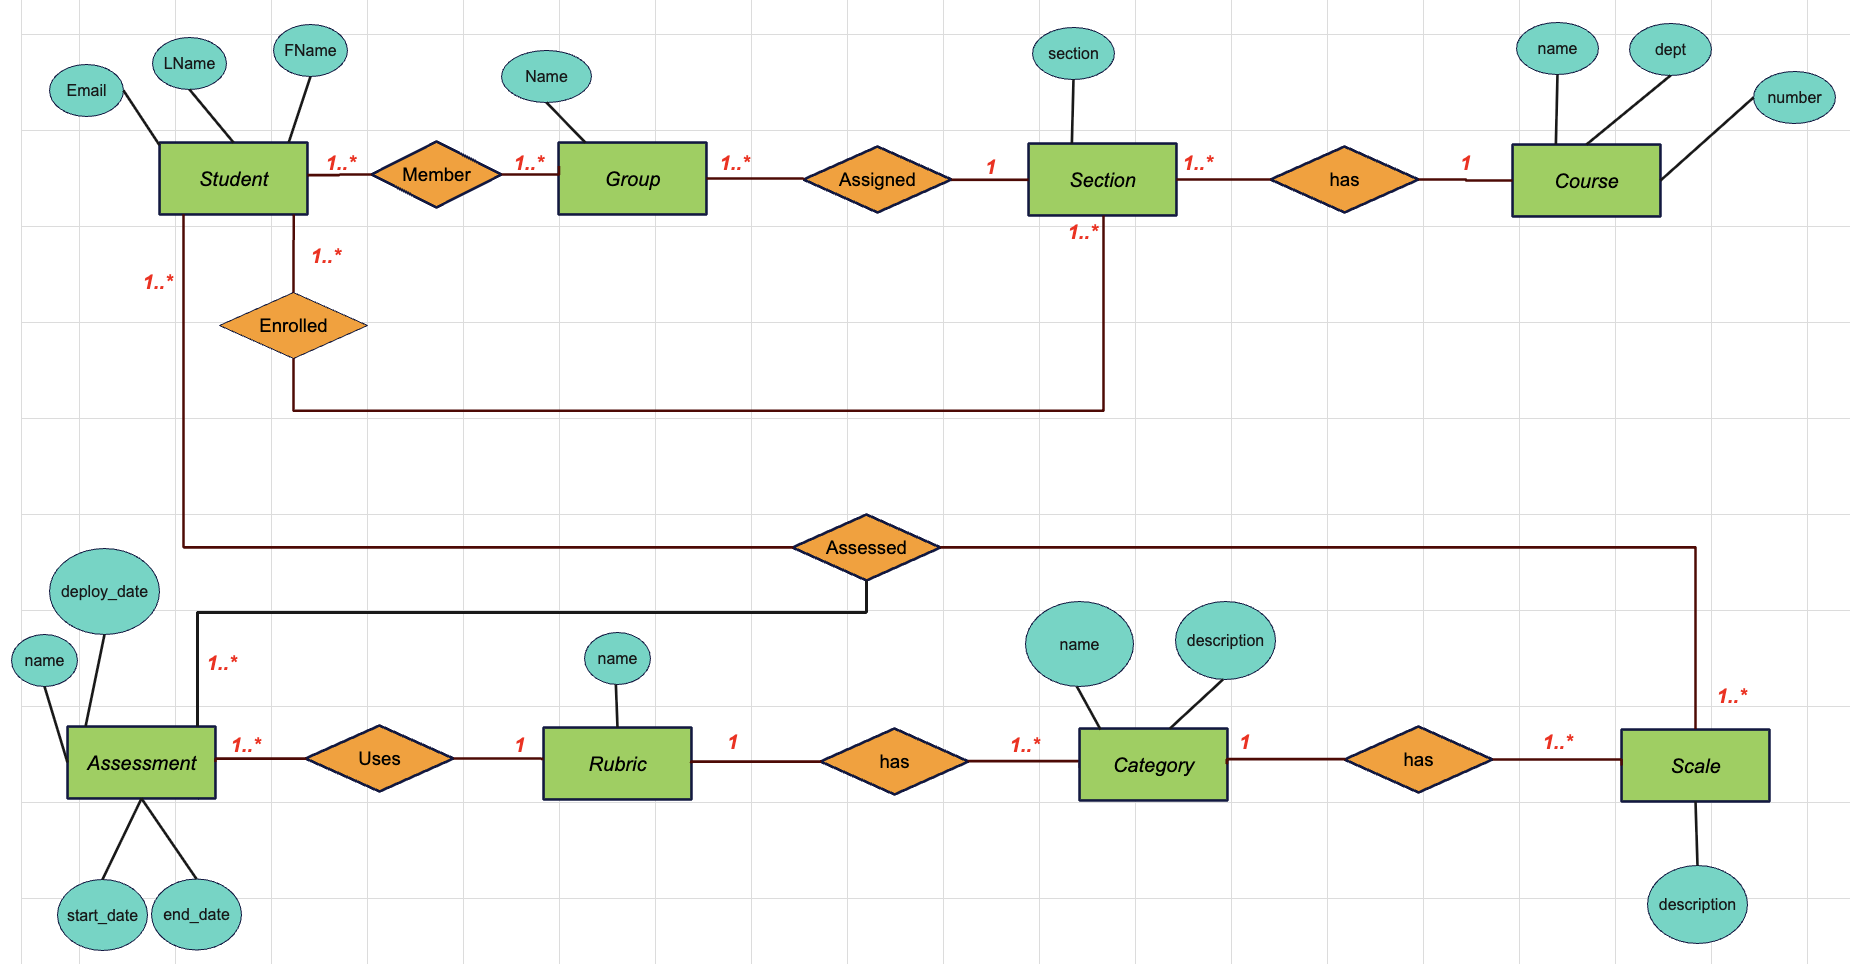 FName
name
dept
LName
section
Name
Email
number
1..*
1..*
1..*
1
1..*
1
Student
Member
Group
Assigned
Section
has
Course
1..*
1..*
1..*
Enrolled
Assessed
deploy_date
name
description
name
name
1..*
1..*
1..*
1
1
1..*
1
1..*
Assessment
Uses
Rubric
has
Category
has
Scale
description
start_date
end_date